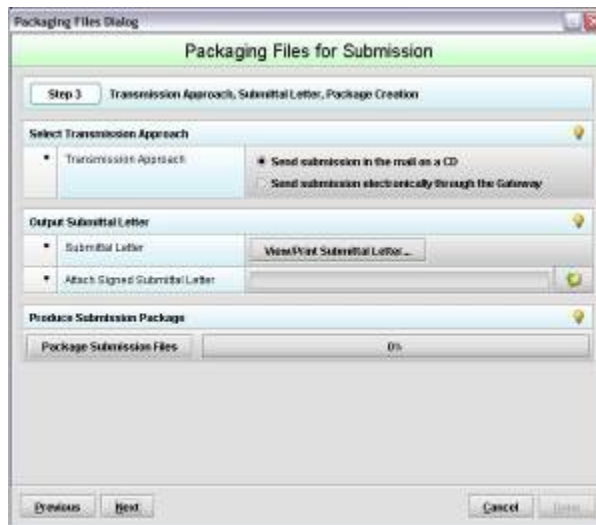 Packaging Files Dialog
Packaging Files for Submission
Step 3 Transmission Approach, Submittal Letter, Package Creation
Select Transmission Approach
Transmission Approach
Send submission in the mail on a CD
Send submission electronically through the Gateway
Output Submittal Letter
Submittal Letter View/Print Submittal Letter...
Attach Signed Submittal Letter
Produce Submission Package
Package Submission Files 0%
Previous Next Cancel